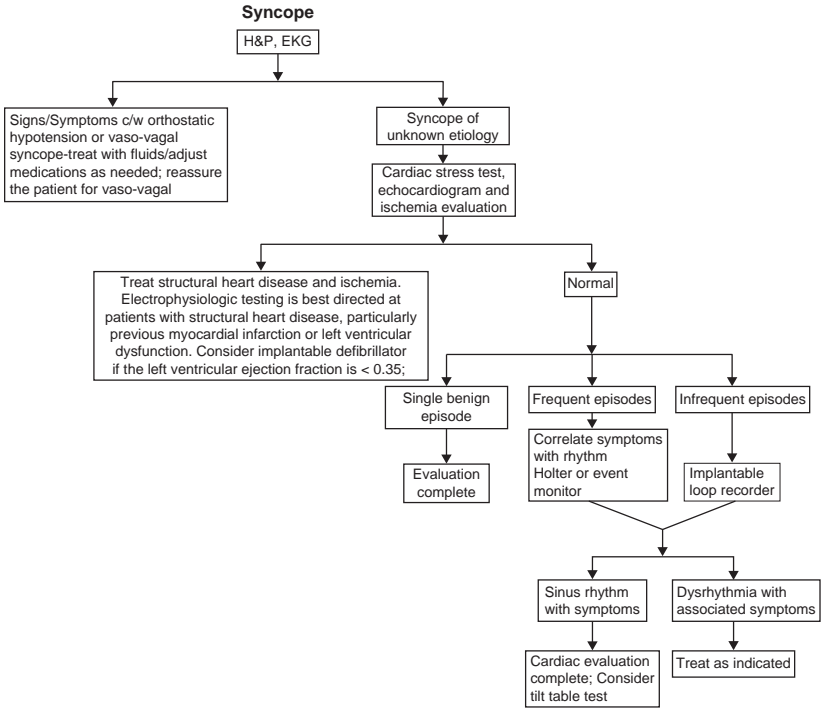 Syncope
H&P, EKG
Signs/Symptoms c/w orthostatic
hypotension or vaso-vagal
syncope-treat with fluids/adjust
medications as needed; reassure
the patient for vaso-vagal
Syncope of
unknown etiology
Cardiac stress test,
echocardiogram and
ischemia evaluation
Treat structural heart disease and ischemia.
Electrophysiologic testing is best directed at
patients with structural heart disease, particularly
previous myocardial infarction or left ventricular
dysfunction. Consider implantable defibrillator
if the left ventricular ejection fraction is < 0.35;
Normal
Single benign
episode
Evaluation
complete
Frequent episodes
Correlate symptoms
with rhythm
Holter or event
monitor
Infrequent episodes
Implantable
loop recorder
Sinus rhythm
with symptoms
Cardiac evaluation
complete; Consider
tilt table test
Dysrhythmia with
associated symptoms
Treat as indicated